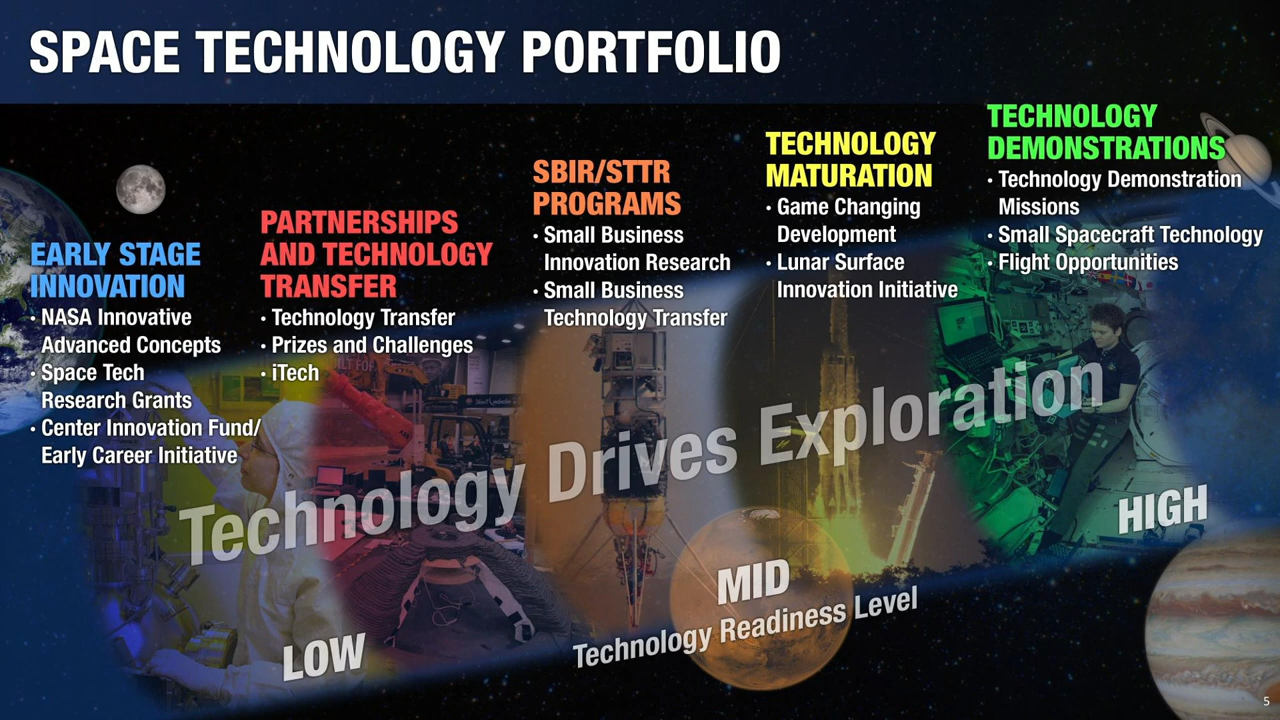 SPACE TECHNOLOGY PORTFOLIO
EARLY STAGE
INNOVATION
• NASA Innovative
Advanced Concepts
• Space Tech
Research Grants
• Center Innovation Fund/
Early Career Initiative
PARTNERSHIPS
AND TECHNOLOGY
TRANSFER
• Technology Transfer
• Prizes and Challenges
• iTech
SBIR/STTR
PROGRAMS
• Small Business
Innovation Research
• Small Business
Technology Transfer
TECHNOLOGY
MATURATION
• Game Changing
Development
• Lunar Surface
Innovation Initiative
TECHNOLOGY
DEMONSTRATIONS
• Technology Demonstration
Missions
• Small Spacecraft Technology
• Flight Opportunities
Technology Drives Exploration
LOW
MID
HIGH
Technology Readiness Level
5